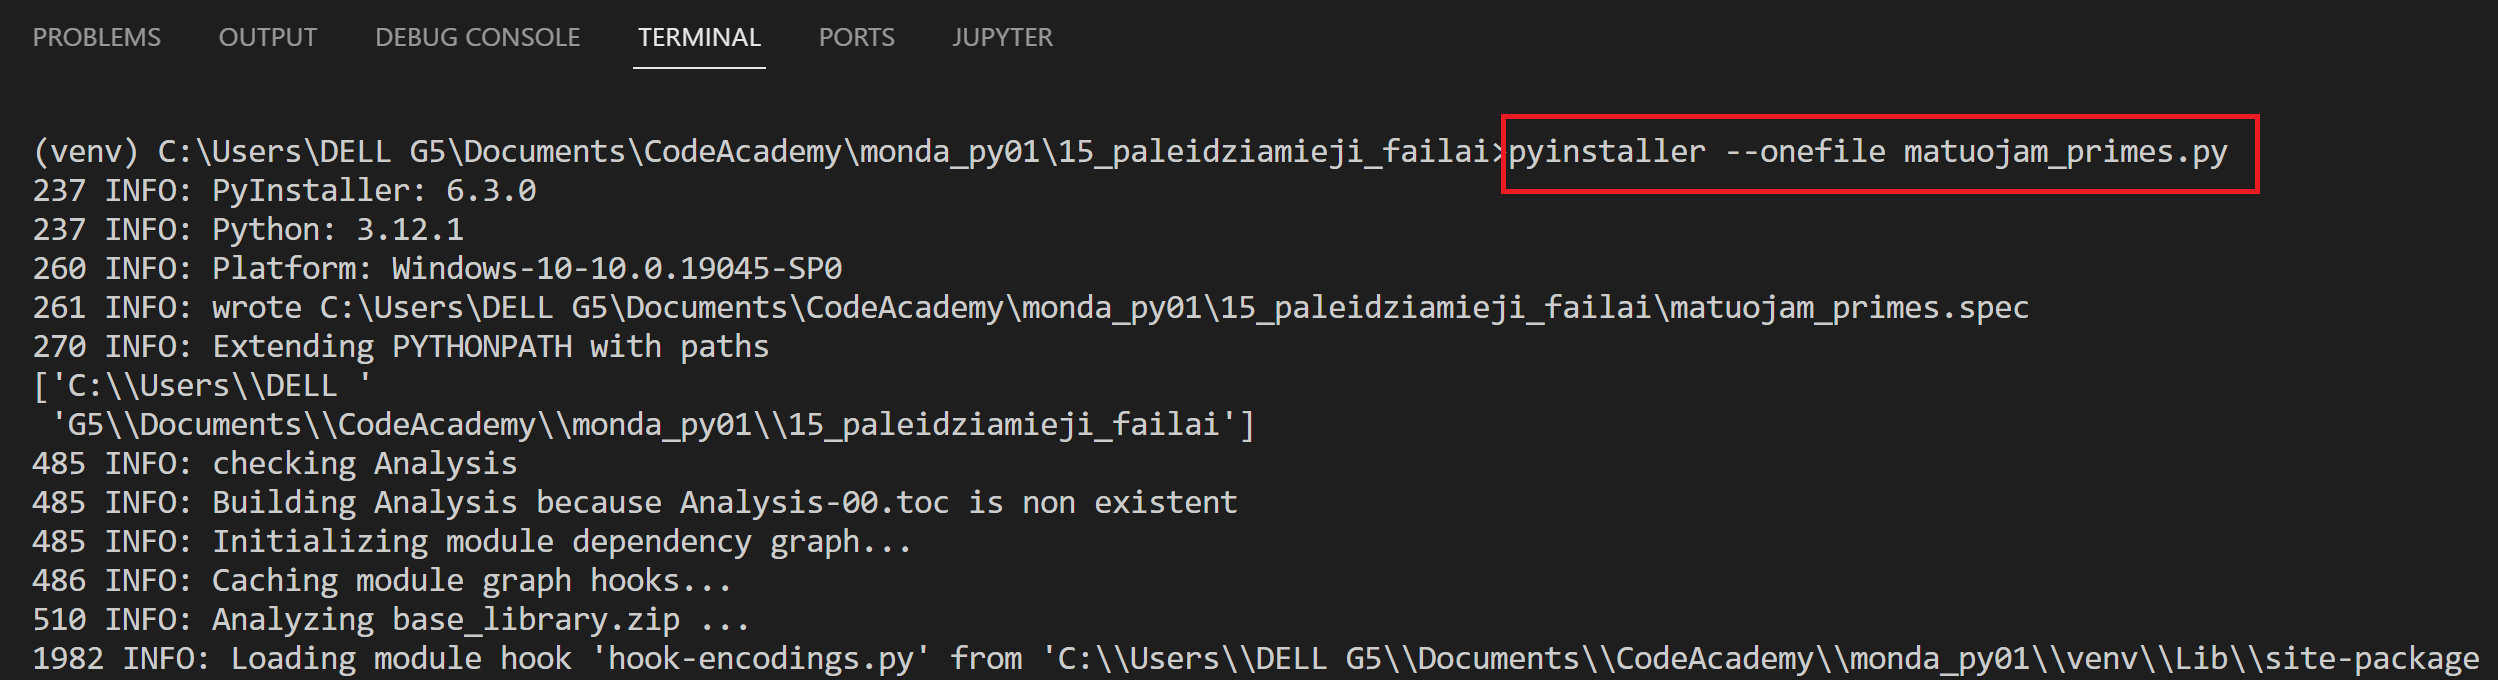 PROBLEMS OUTPUT DEBUG CONSOLE TERMINAL PORTS JUPYTER
(venv) C:\Users\DELL G5\Documents\CodeAcademy\monda_py01\15_paleidziamieji_failai>pyinstaller --onefile matuojam_primes.py
237 INFO: PyInstaller: 6.3.0
237 INFO: Python: 3.12.1
260 INFO: Platform: Windows-10-10.0.19045-SP0
261 INFO: wrote C:\Users\DELL G5\Documents\CodeAcademy\monda_py01\15_paleidziamieji_failai\matuojam_primes.spec
270 INFO: Extending PYTHONPATH with paths
['C:\\Users\\DELL '
 'G5\\Documents\\CodeAcademy\\monda_py01\\15_paleidziamieji_failai']
485 INFO: checking Analysis
485 INFO: Building Analysis because Analysis-00.toc is non existent
485 INFO: Initializing module dependency graph...
486 INFO: Caching module graph hooks...
510 INFO: Analyzing base_library.zip ...
1982 INFO: Loading module hook 'hook-encodings.py' from 'C:\\Users\\DELL G5\\Documents\\CodeAcademy\\monda_py01\\venv\\Lib\\site-package